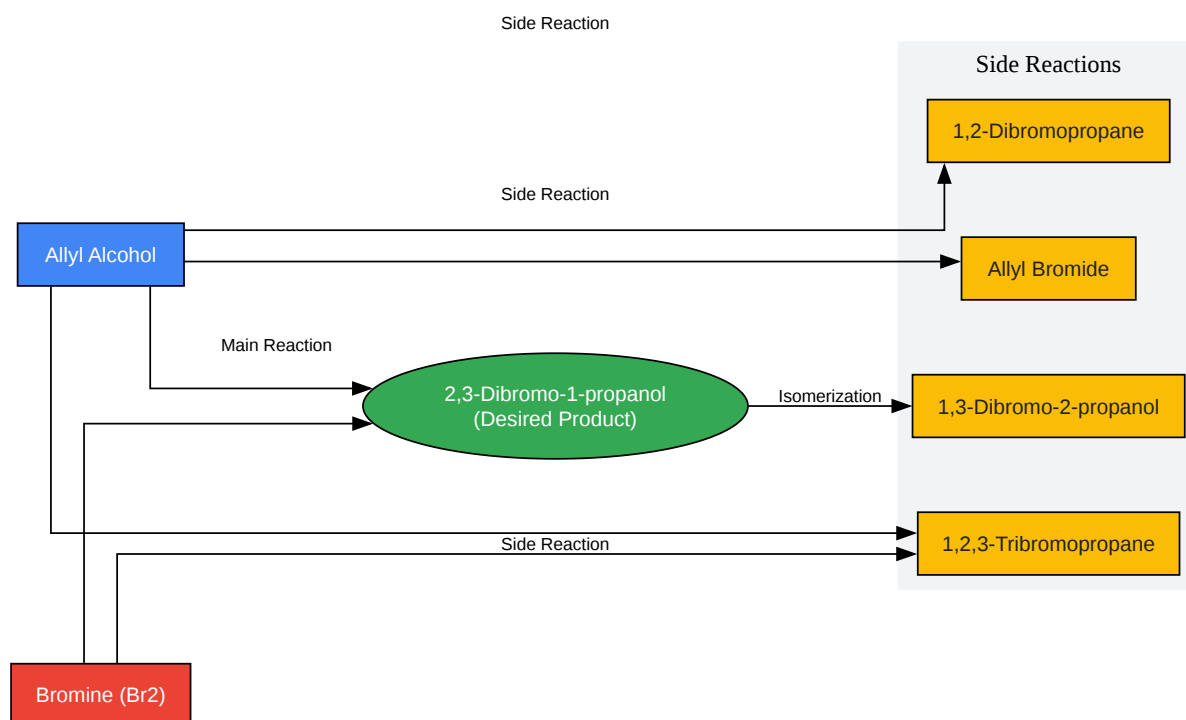 Side Reaction
Side Reactions
1,2-Dibromopropane
Side Reaction
Allyl Alcohol
Allyl Bromide
Main Reaction
2,3-Dibromo-1-propanol
(Desired Product)
Isomerization
1,3-Dibromo-2-propanol
Side Reaction
1,2,3-Tribromopropane
Bromine (Br2)